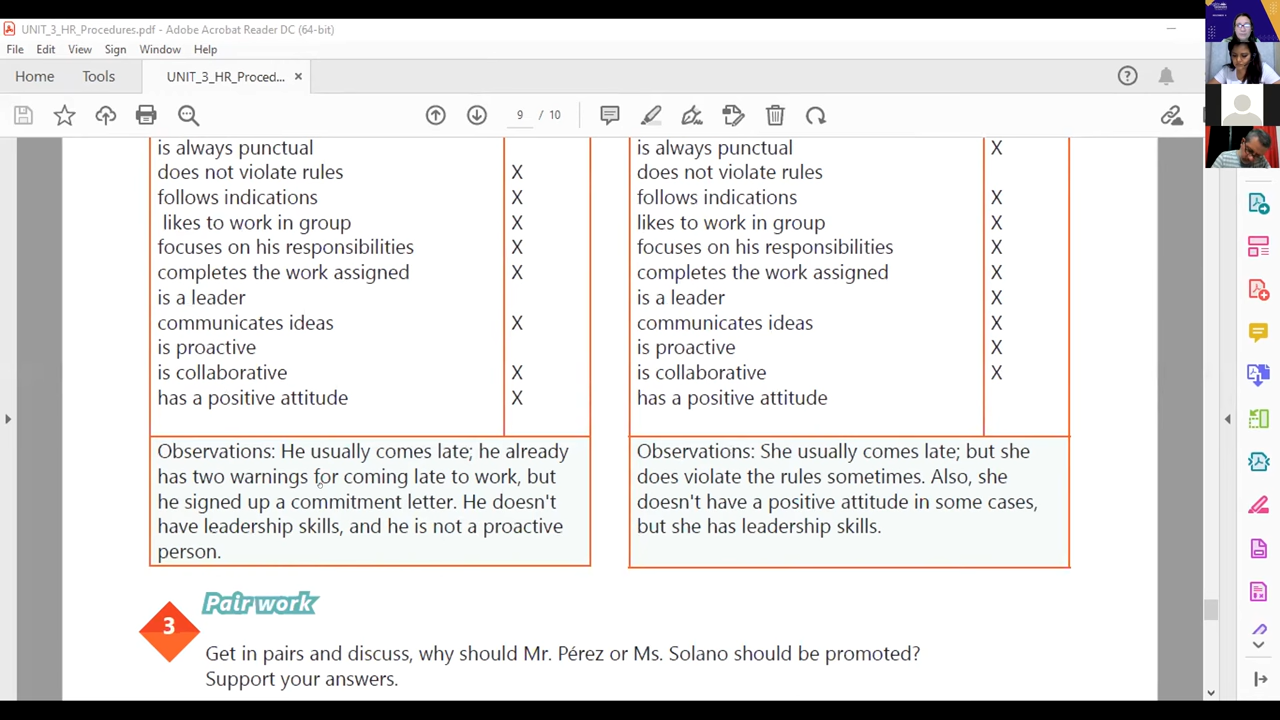 UNIT_3_HR_Procedures.pdf - Adobe Acrobat Reader DC (64-bit)
File Edit View Sign Window Help
Home Tools UNIT_3_HR_Proced... ×
9 / 10
is always punctual
does not violate rules X
follows indications X
likes to work in group X
focuses on his responsibilities X
completes the work assigned X
is a leader
communicates ideas X
is proactive
is collaborative X
has a positive attitude X
Observations: He usually comes late; he already
has two warnings for coming late to work, but
he signed up a commitment letter. He doesn't
have leadership skills, and he is not a proactive
person.
is always punctual X
does not violate rules
follows indications X
likes to work in group X
focuses on his responsibilities X
completes the work assigned X
is a leader X
communicates ideas X
is proactive X
is collaborative X
has a positive attitude
Observations: She usually comes late; but she
does violate the rules sometimes. Also, she
doesn't have a positive attitude in some cases,
but she has leadership skills.
3
Pair work
Get in pairs and discuss, why should Mr. Pérez or Ms. Solano should be promoted?
Support your answers.